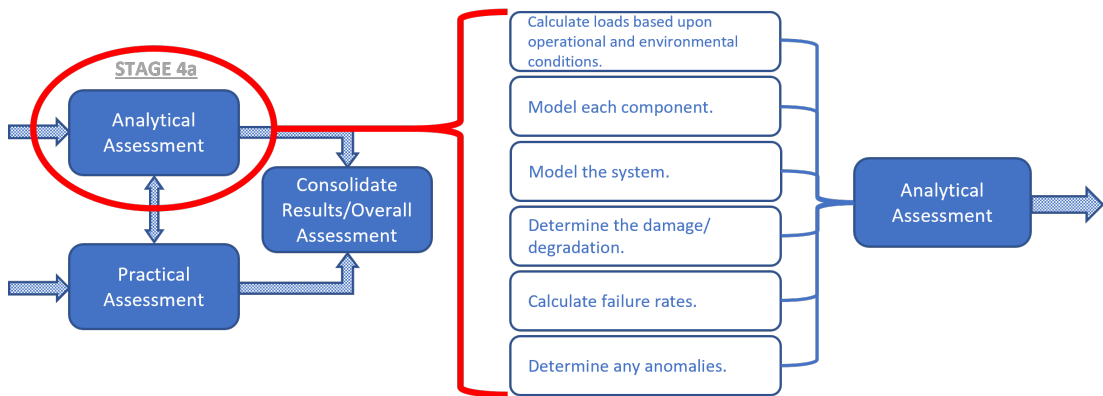 STAGE 4a
Analytical
Assessment
Practical
Assessment
Consolidate
Results/Overall
Assessment
Calculate loads based upon
operational and environmental
conditions.
Model each component.
Model the system.
Determine the damage/
degradation.
Calculate failure rates.
Determine any anomalies.
Analytical
Assessment